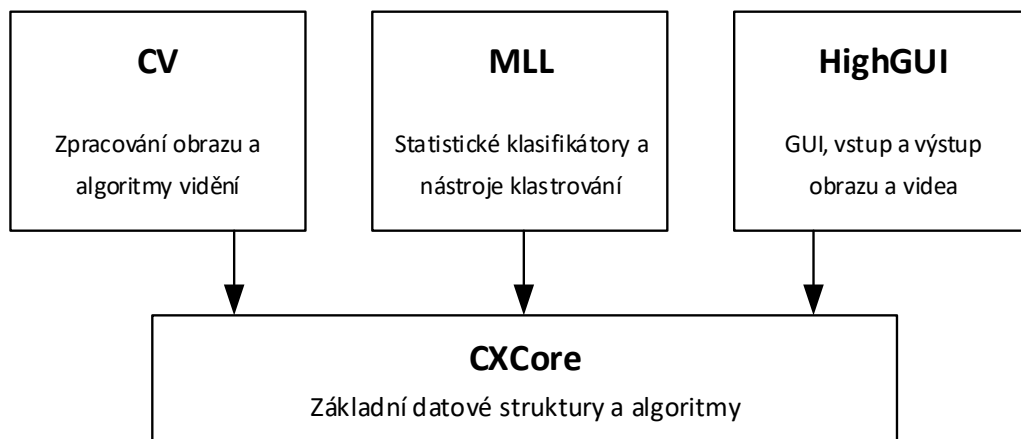 CV
Zpracování obrazu a
algoritmy vidění
MLL
Statistické klasifikátory a
nástroje klastrování
HighGUI
GUI, vstup a výstup
obrazu a videa
CXCore
Základní datové struktury a algoritmy